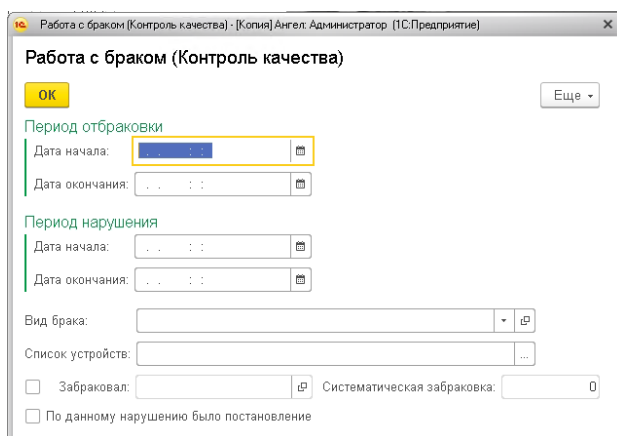 Работа с браком (Контроль качества) - [Копия] Ангел: Администратор (1С:Предприятие)
Работа с браком (Контроль качества)
ОК
Еще
Период отбраковки
Дата начала: . . : :
Дата окончания: . . : :
Период нарушения
Дата начала: . . : :
Дата окончания: . . : :
Вид брака:
Список устройств: ...
Забраковал: Систематическая забраковка: 0
По данному нарушению было постановление